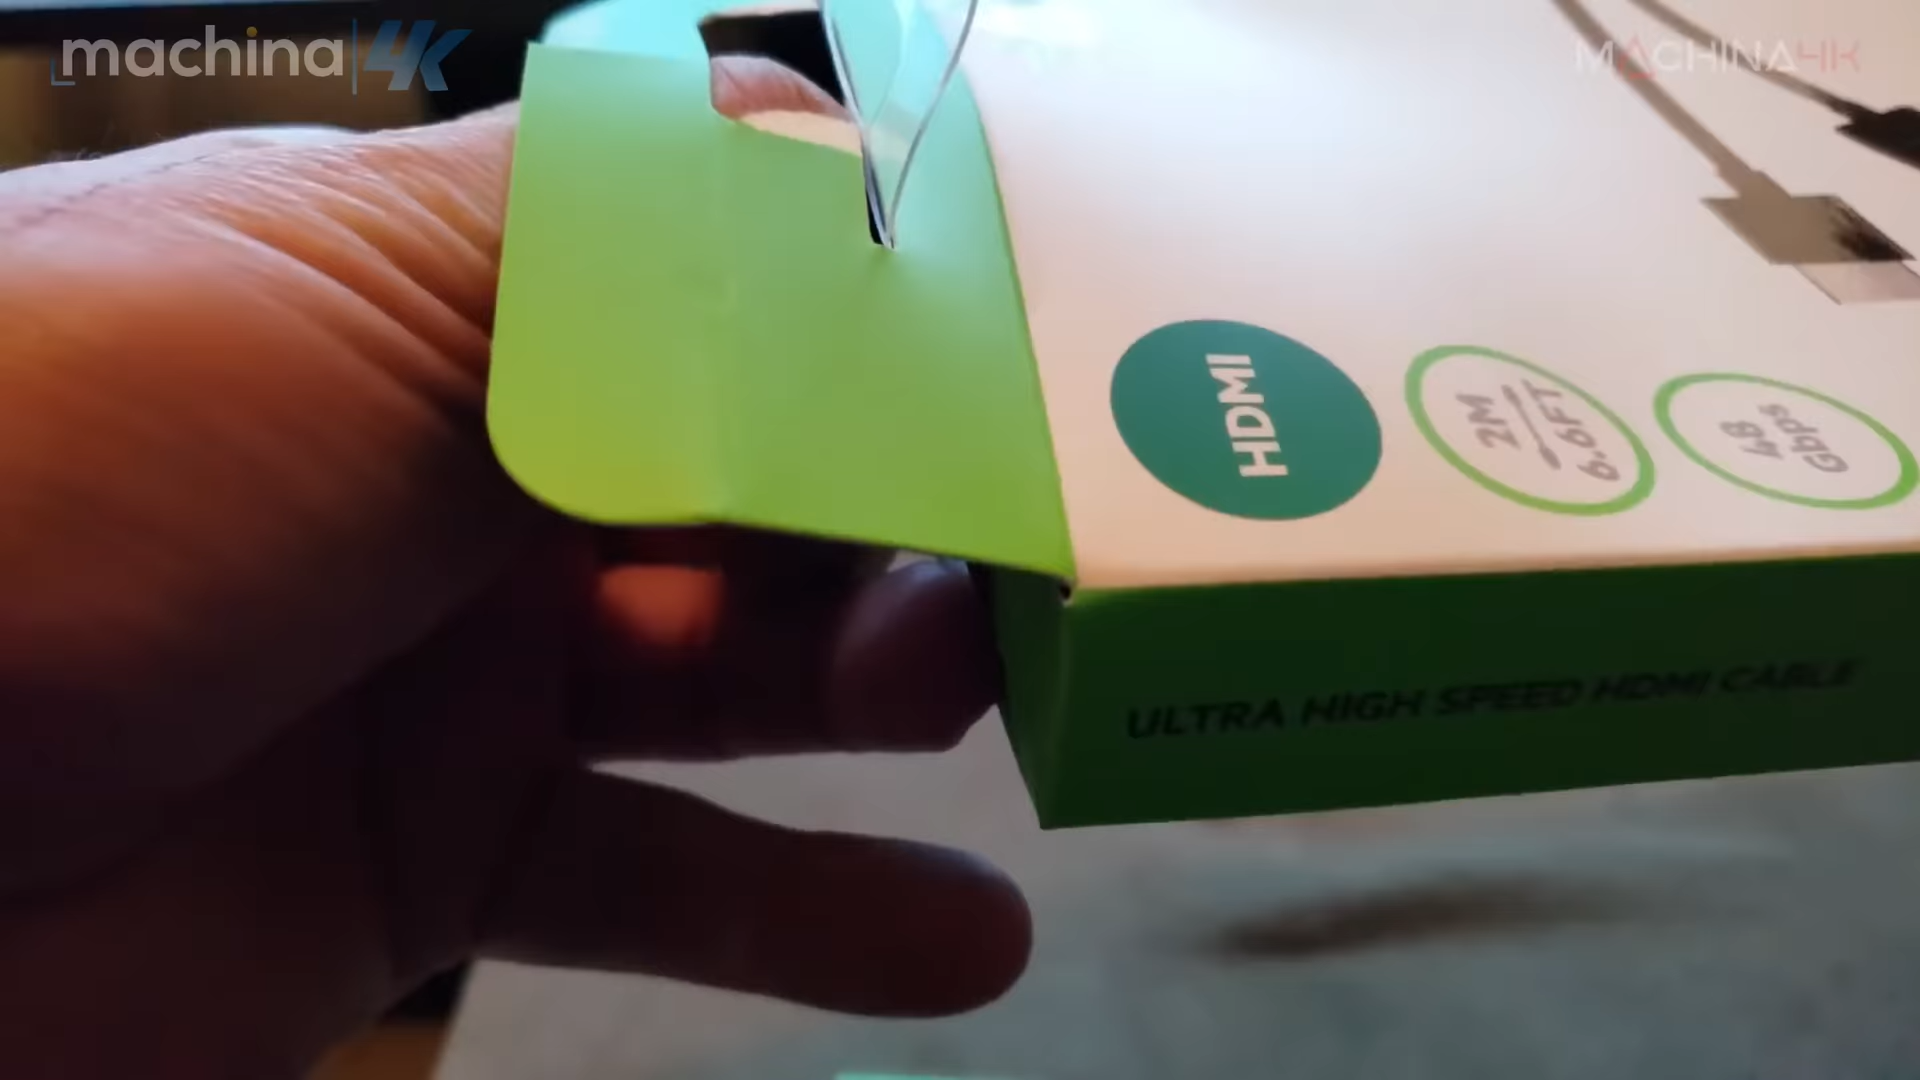 machina 4K
MACHINA4K
HDMI
2M
6.6FT
48
Gbps
ULTRA HIGH SPEED HDMI CABLE